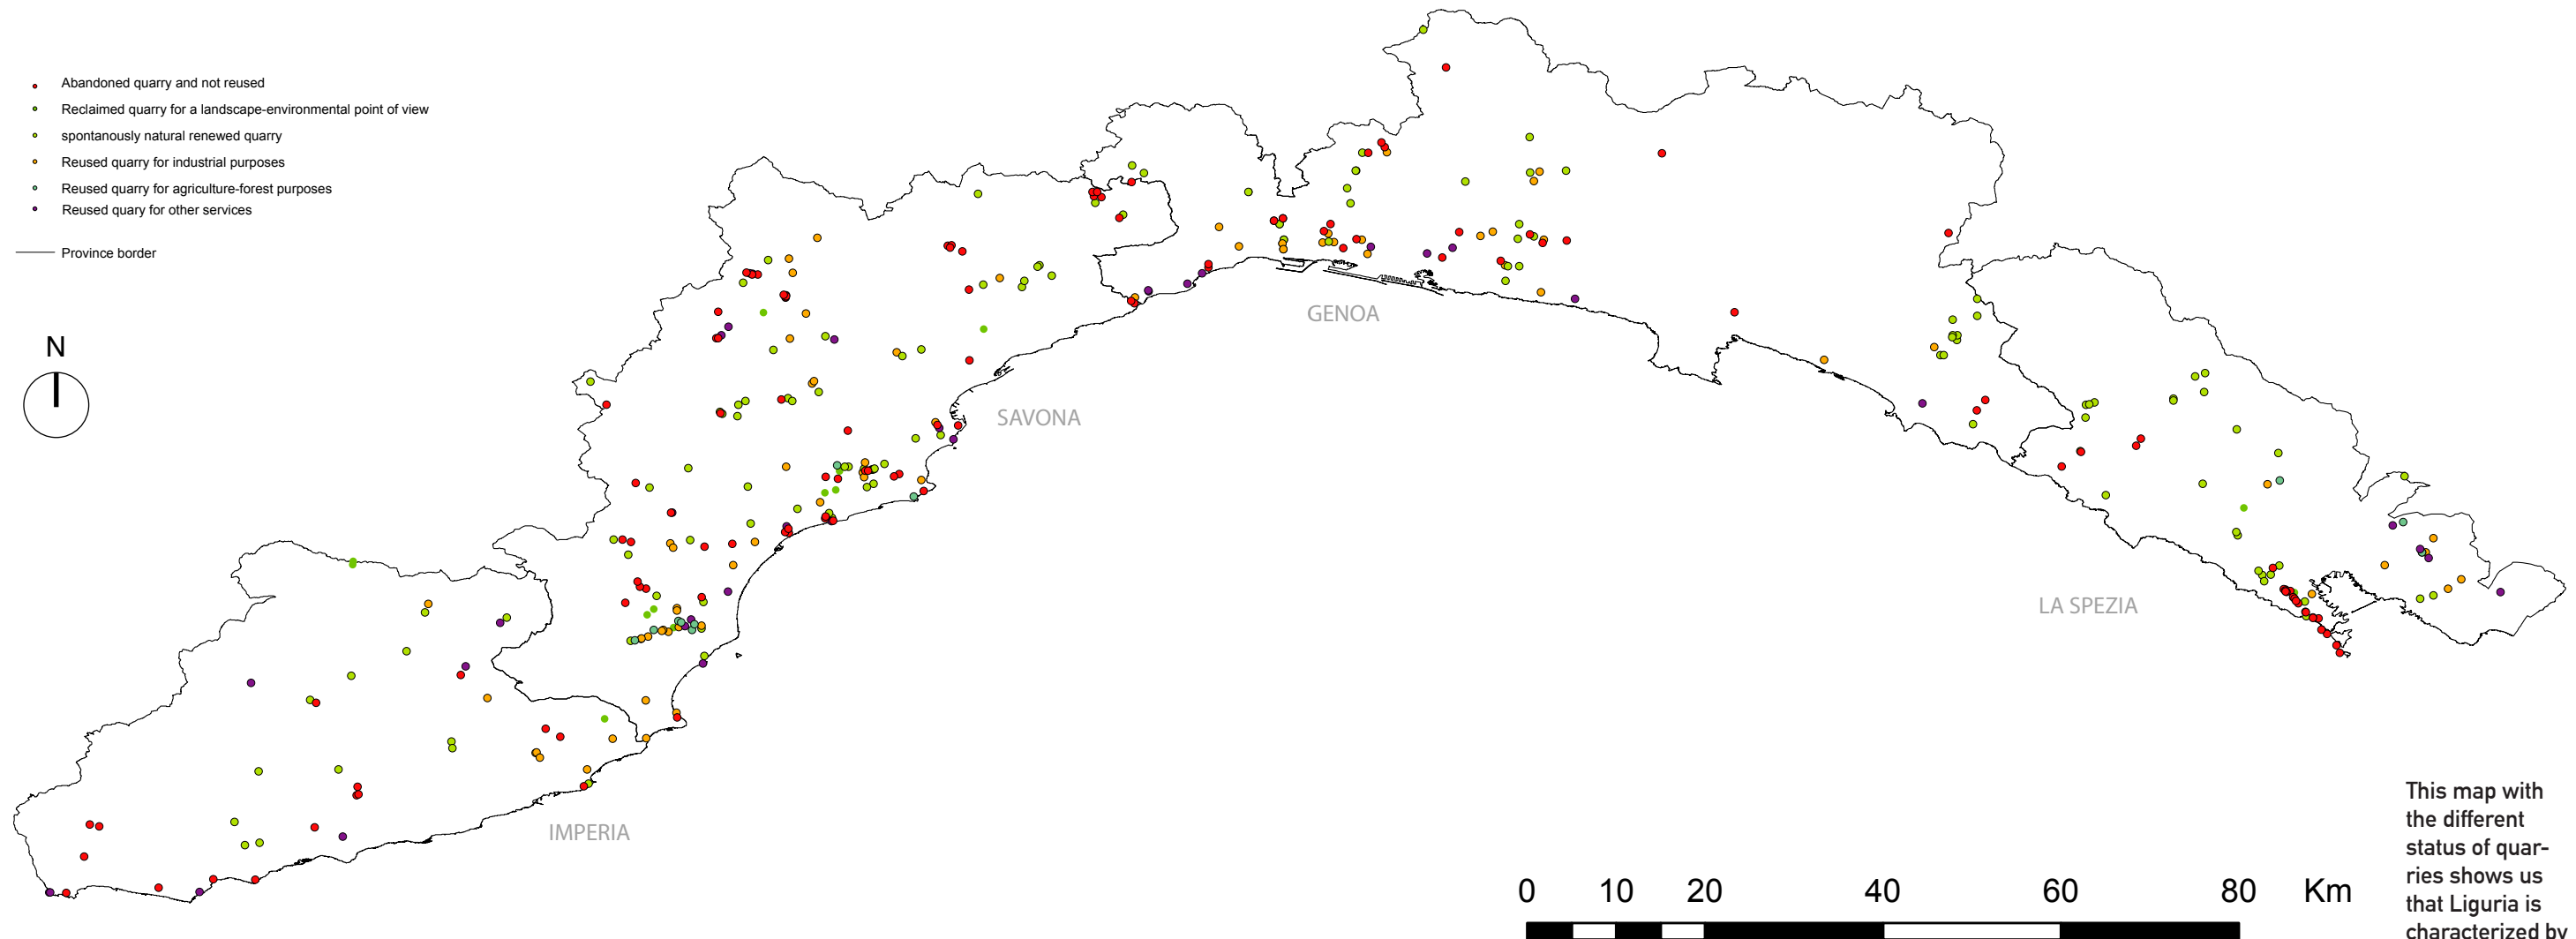 Abandoned quarry and not reused
Reclaimed quarry for a landscape-environmental point of view
spontanously natural renewed quarry
Reused quarry for industrial purposes
Reused quarry for agriculture-forest purposes
Reused quary for other services
Province border
N
GENOA
SAVONA
LA SPEZIA
IMPERIA
0 10 20 40 60 80 Km
This map with
the different
status of quar-
ries shows us
that Liguria is
characterized by